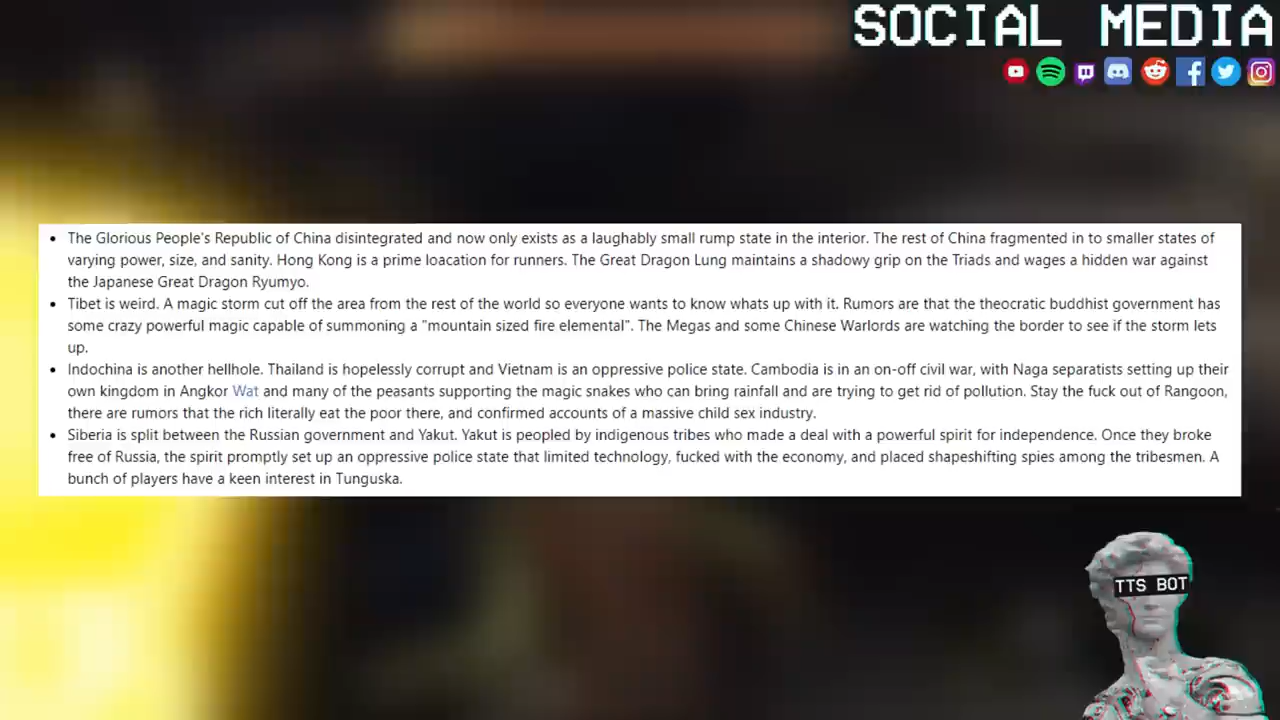 SOCIAL MEDIA
The Glorious People's Republic of China disintegrated and now only exists as a laughably small rump state in the interior. The rest of China fragmented in to smaller states of
varying power, size, and sanity. Hong Kong is a prime loacation for runners. The Great Dragon Lung maintains a shadowy grip on the Triads and wages a hidden war against
the Japanese Great Dragon Ryumyo.
Tibet is weird. A magic storm cut off the area from the rest of the world so everyone wants to know whats up with it. Rumors are that the theocratic buddhist government has
some crazy powerful magic capable of summoning a "mountain sized fire elemental". The Megas and some Chinese Warlords are watching the border to see if the storm lets
up.
Indochina is another hellhole. Thailand is hopelessly corrupt and Vietnam is an oppressive police state. Cambodia is in an on-off civil war, with Naga separatists setting up their
own kingdom in Angkor Wat and many of the peasants supporting the magic snakes who can bring rainfall and are trying to get rid of pollution. Stay the fuck out of Rangoon,
there are rumors that the rich literally eat the poor there, and confirmed accounts of a massive child sex industry.
Siberia is split between the Russian government and Yakut. Yakut is peopled by indigenous tribes who made a deal with a powerful spirit for independence. Once they broke
free of Russia, the spirit promptly set up an oppressive police state that limited technology, fucked with the economy, and placed shapeshifting spies among the tribesmen. A
bunch of players have a keen interest in Tunguska.
TTS BOT